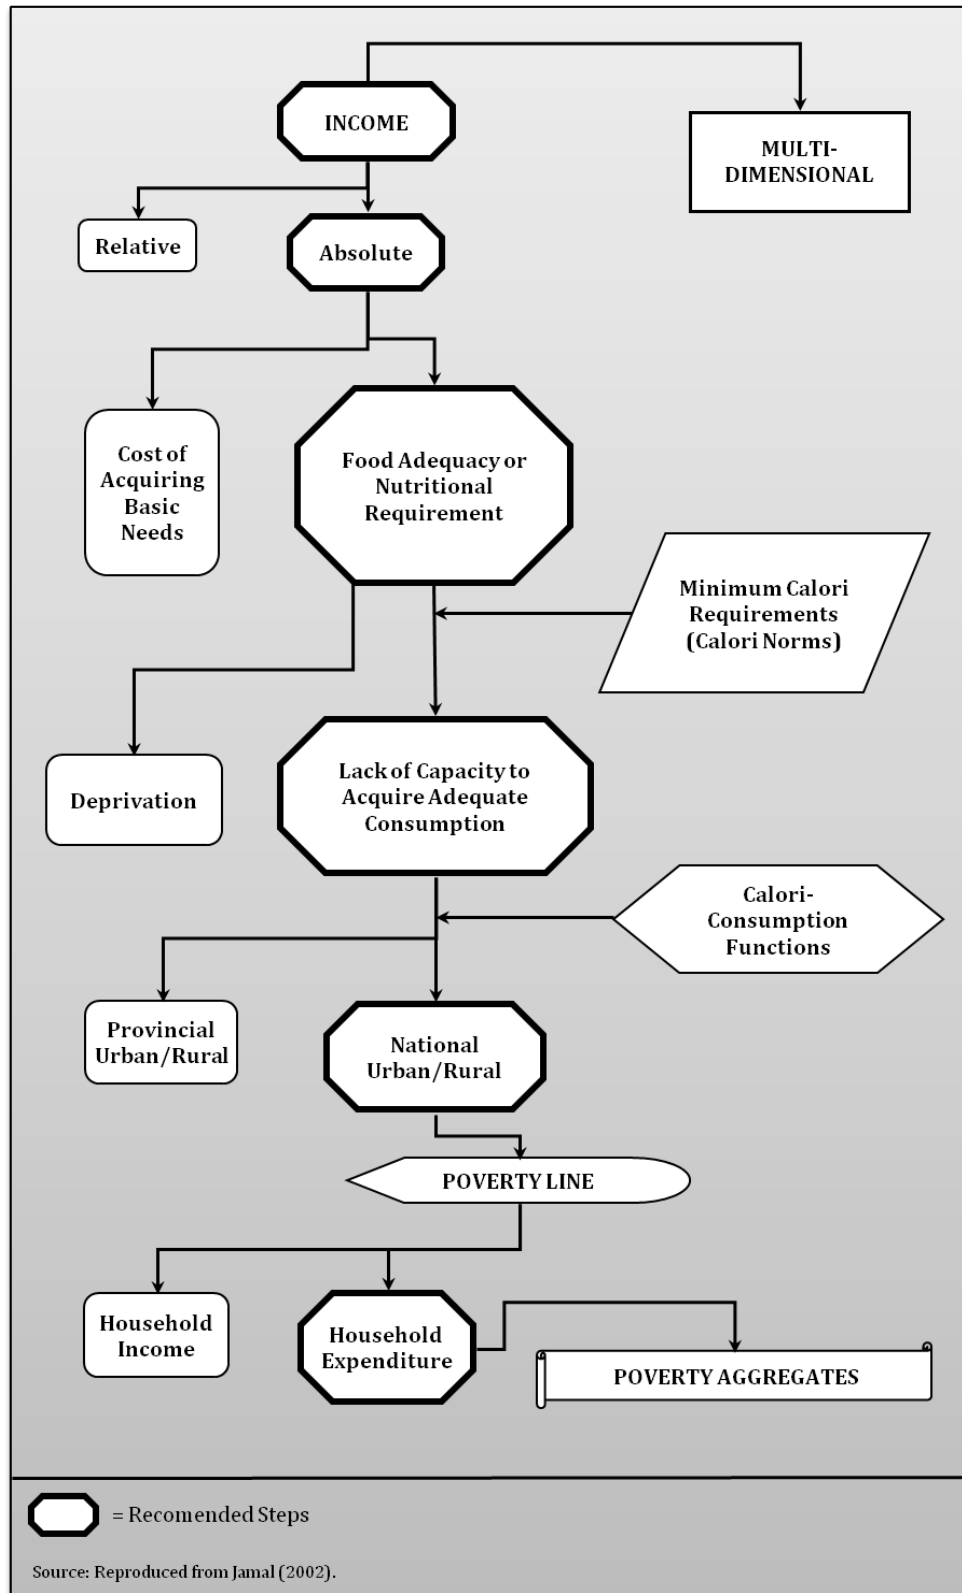 INCOME
MULTI-
DIMENSIONAL
Relative
Absolute
Cost of
Acquiring
Basic
Needs
Food Adequacy or
Nutritional
Requirement
Minimum Calori
Requirements
(Calori Norms)
Deprivation
Lack of Capacity to
Acquire Adequate
Consumption
Calori-
Consumption
Functions
Provincial
Urban/Rural
National
Urban/Rural
POVERTY LINE
Household
Income
Household
Expenditure
POVERTY AGGREGATES
= Recomended Steps
Source: Reproduced from Jamal (2002).